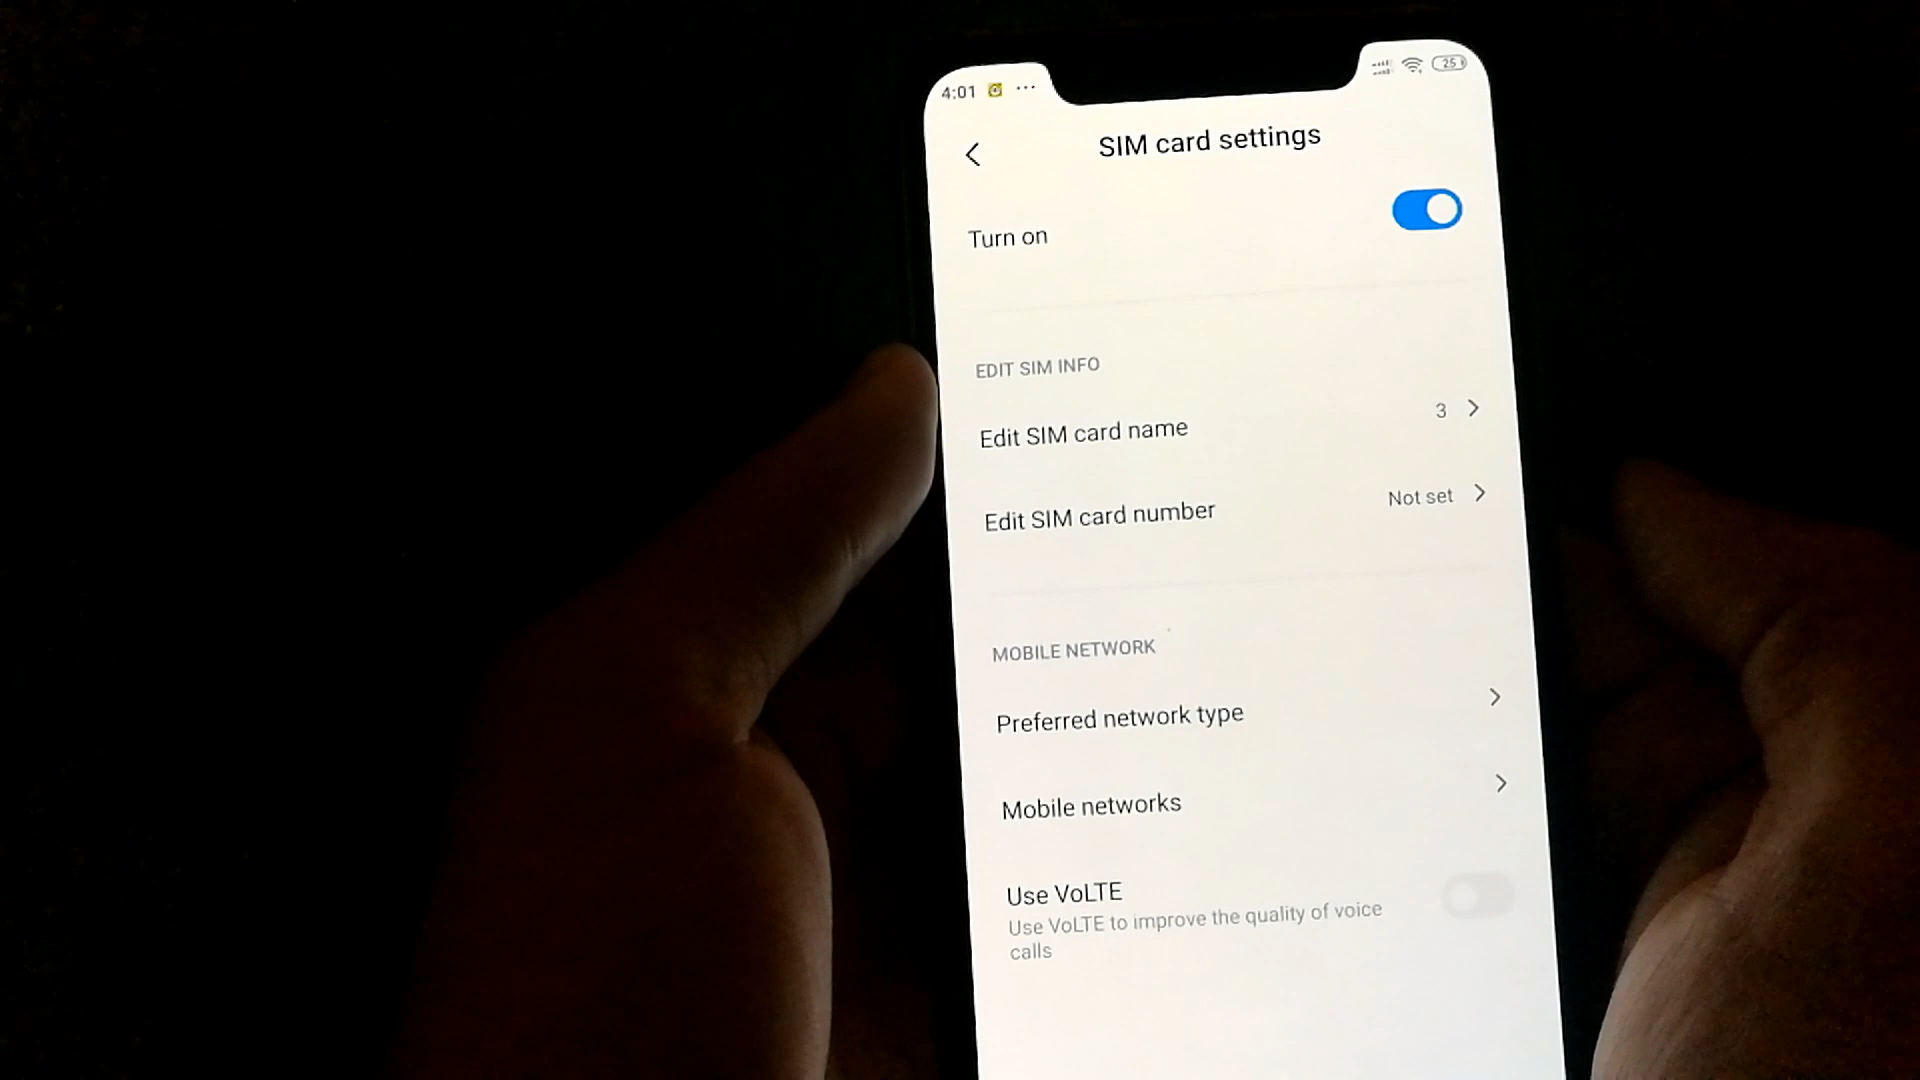 4:01 ...
25
SIM card settings
Turn on
EDIT SIM INFO
Edit SIM card name 3
Edit SIM card number Not set
MOBILE NETWORK
Preferred network type
Mobile networks
Use VoLTE
Use VoLTE to improve the quality of voice
calls